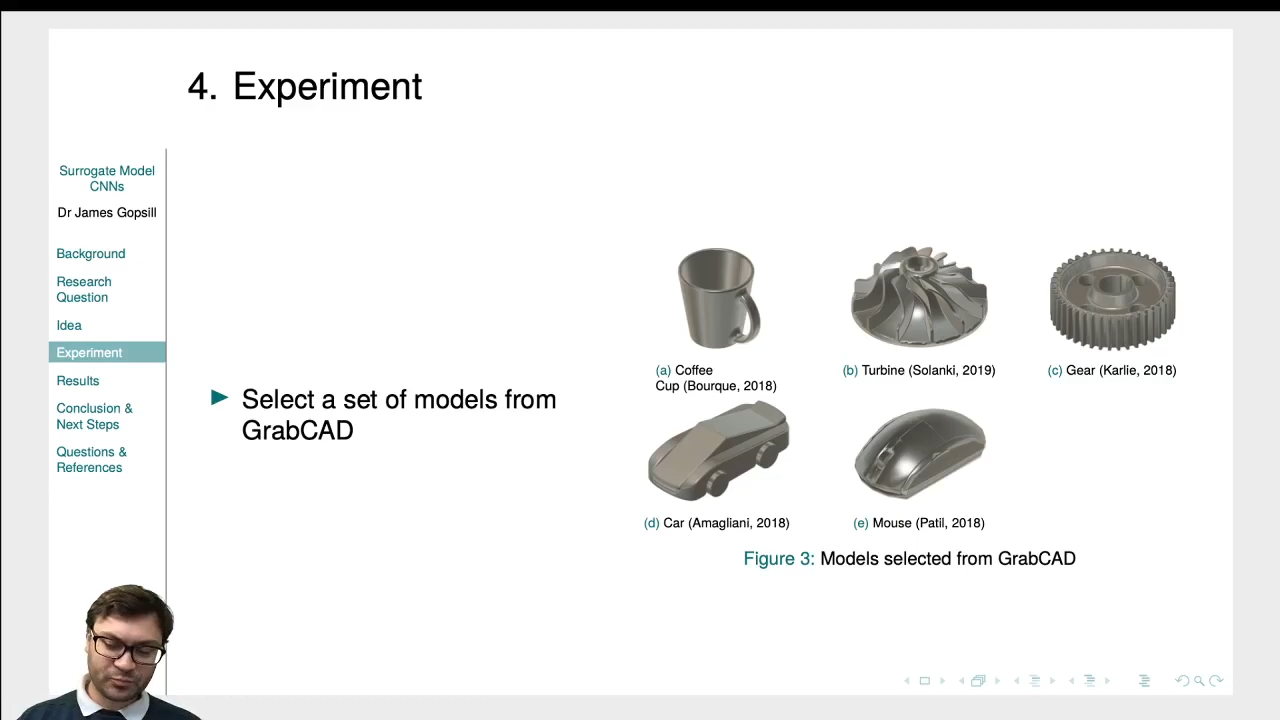 4. Experiment
Surrogate Model
CNNs
Dr James Gopsill
Background
Research
Question
Idea
Experiment
Results
Conclusion &
Next Steps
Questions &
References
Select a set of models from
GrabCAD
(a) Coffee
Cup (Bourque, 2018)
(b) Turbine (Solanki, 2019)
(c) Gear (Karlie, 2018)
(d) Car (Amagliani, 2018)
(e) Mouse (Patil, 2018)
Figure 3: Models selected from GrabCAD